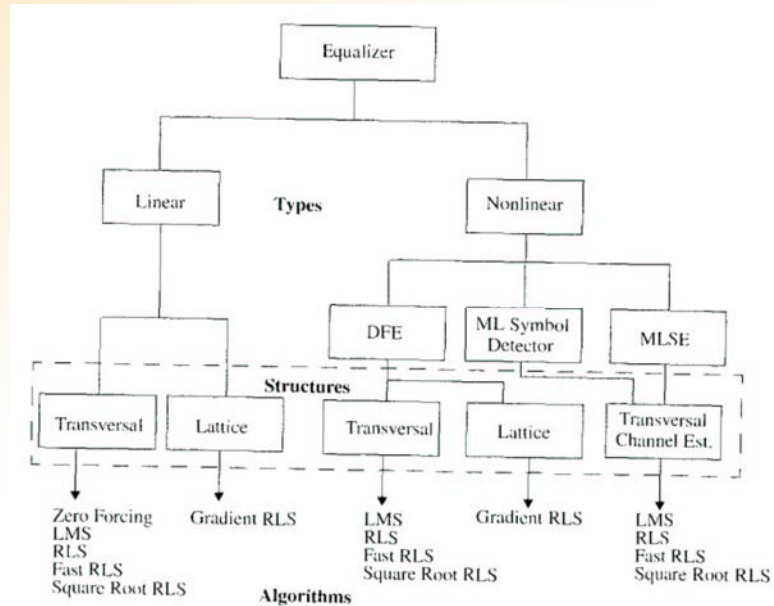 Equalizer
Linear
Types
Nonlinear
DFE
ML Symbol
Detector
MLSE
Structures
Transversal
Lattice
Transversal
Lattice
Transversal
Channel Est.
Zero Forcing
LMS
RLS
Fast RLS
Square Root RLS
Gradient RLS
LMS
RLS
Fast RLS
Square Root RLS
Gradient RLS
LMS
RLS
Fast RLS
Square Root RLS
Algorithms